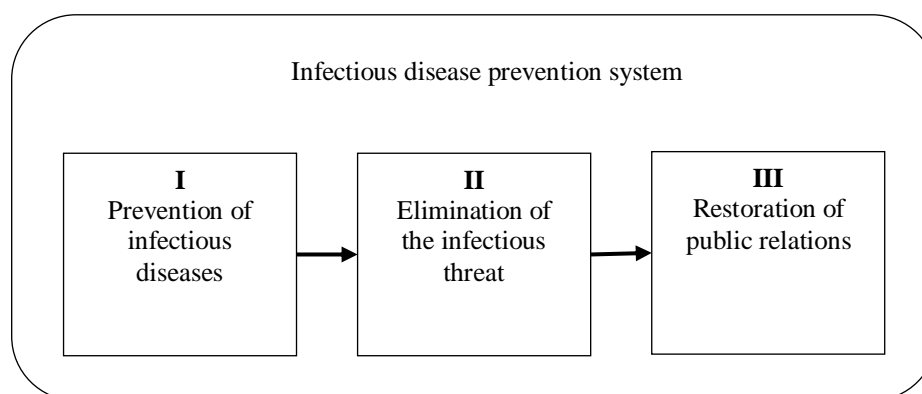 Infectious disease prevention system
I
Prevention of
infectious
diseases
II
Elimination of
the infectious
threat
III
Restoration of
public relations